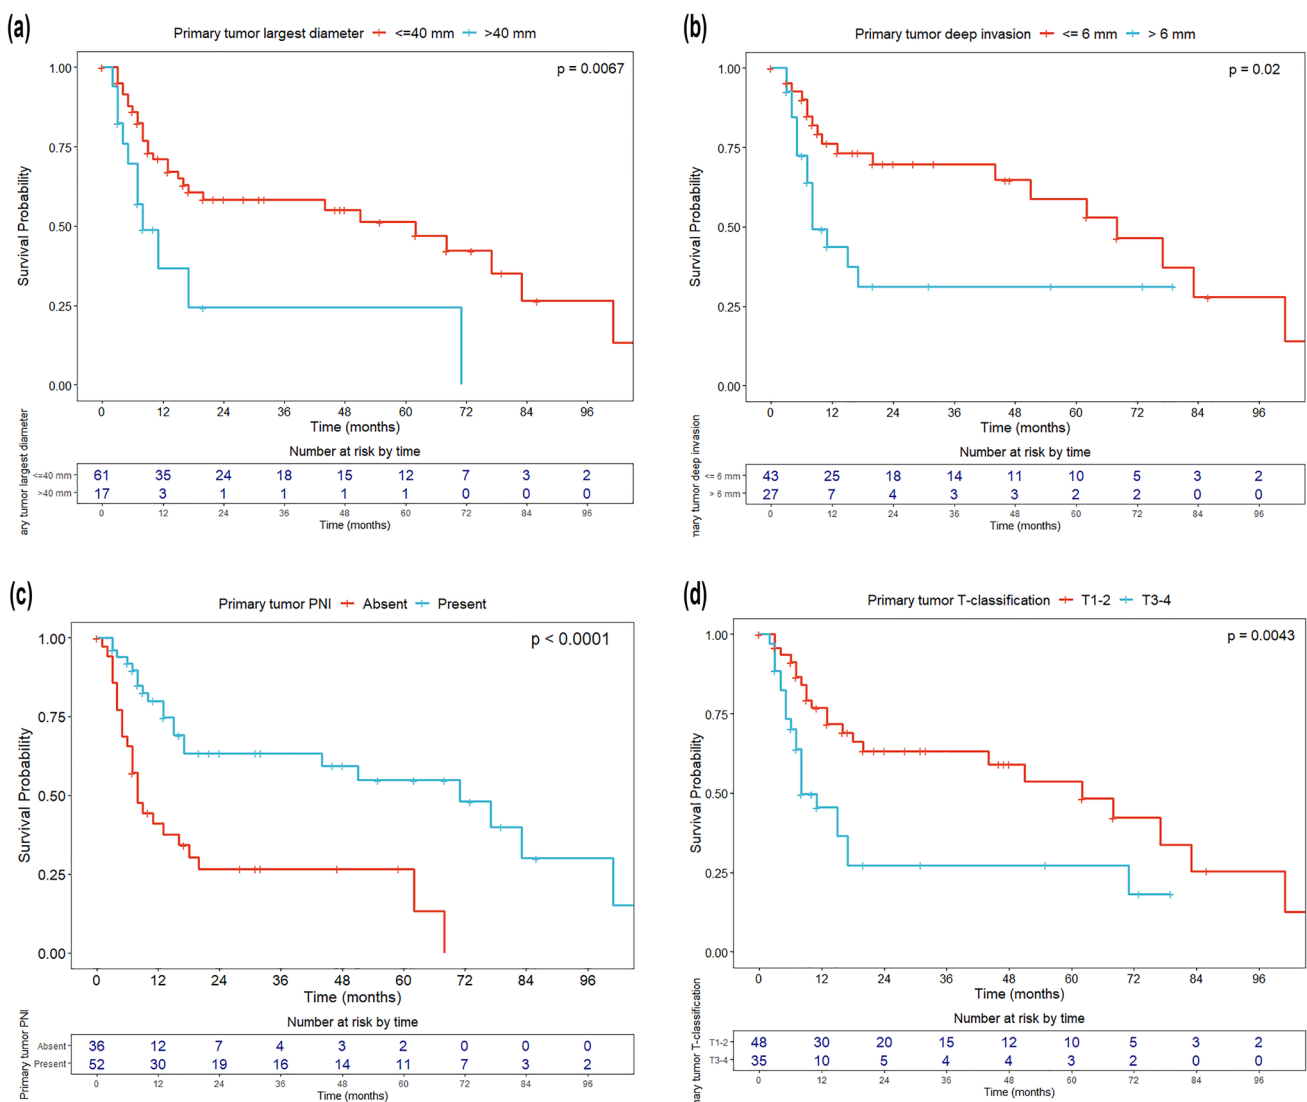 (a)
Primary tumor largest diameter <=40 mm >40 mm
p = 0.0067
Survival Probability
1.00
0.75
0.50
0.25
0.00
0 12 24 36 48 60 72 84 96
Time (months)
Number at risk by time
ary tumor largest diameter
<=40 mm 61 35 24 18 15 12 7 3 2
>40 mm 17 3 1 1 1 1 0 0 0
0 12 24 36 48 60 72 84 96
Time (months)
(b)
Primary tumor deep invasion <= 6 mm > 6 mm
p = 0.02
Survival Probability
1.00
0.75
0.50
0.25
0.00
0 12 24 36 48 60 72 84 96
Time (months)
Number at risk by time
mary tumor deep invasion
<= 6 mm 43 25 18 14 11 10 5 3 2
> 6 mm 27 7 4 3 3 2 2 0 0
0 12 24 36 48 60 72 84 96
Time (months)
(c)
Primary tumor PNI Absent Present
p < 0.0001
Survival Probability
1.00
0.75
0.50
0.25
0.00
0 12 24 36 48 60 72 84 96
Time (months)
Number at risk by time
Primary tumor PNI
Absent 36 12 7 4 3 2 0 0 0
Present 52 30 19 16 14 11 7 3 2
0 12 24 36 48 60 72 84 96
Time (months)
(d)
Primary tumor T-classification T1-2 T3-4
p = 0.0043
Survival Probability
1.00
0.75
0.50
0.25
0.00
0 12 24 36 48 60 72 84 96
Time (months)
Number at risk by time
mary tumor T-classification
T1-2 48 30 20 15 12 10 5 3 2
T3-4 35 10 5 4 4 3 2 0 0
0 12 24 36 48 60 72 84 96
Time (months)